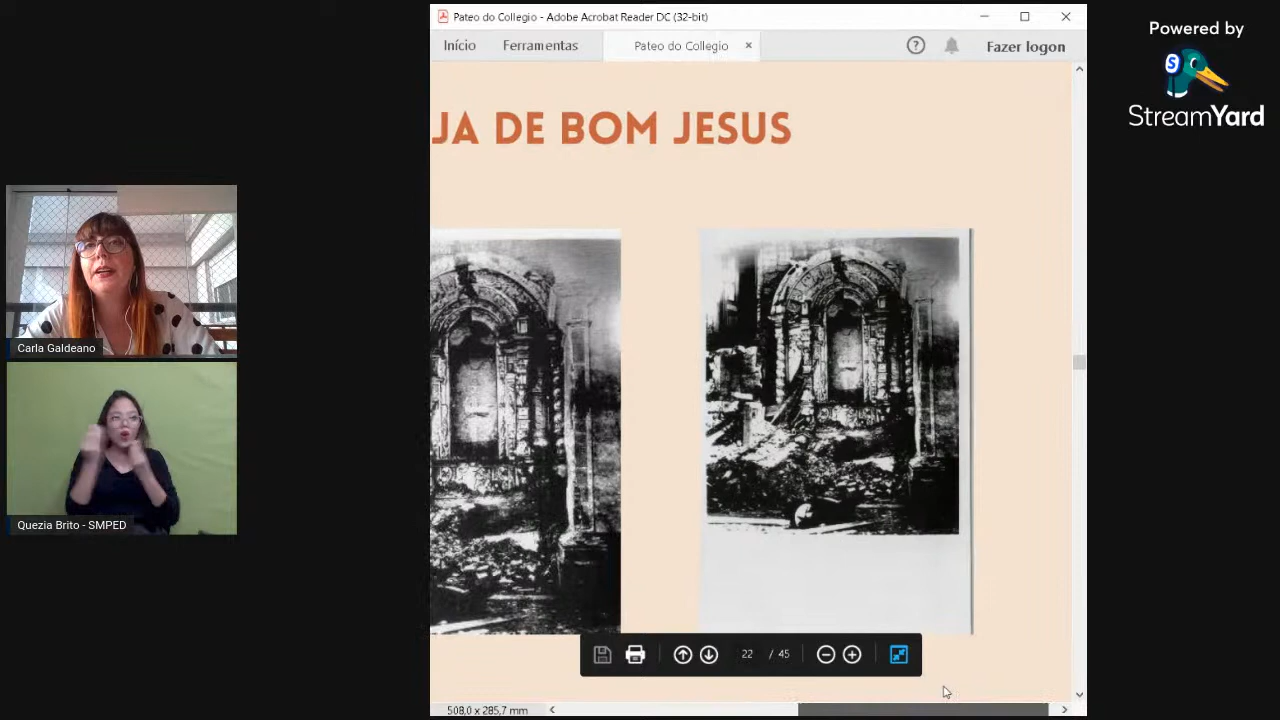 Pateo do Collegio - Adobe Acrobat Reader DC (32-bit)
Início Ferramentas Pateo do Collegio × ? Fazer logon
JA DE BOM JESUS
22 / 45
508,0 x 285,7 mm
Carla Galdeano
Quezia Brito - SMPED
Powered by
S
StreamYard